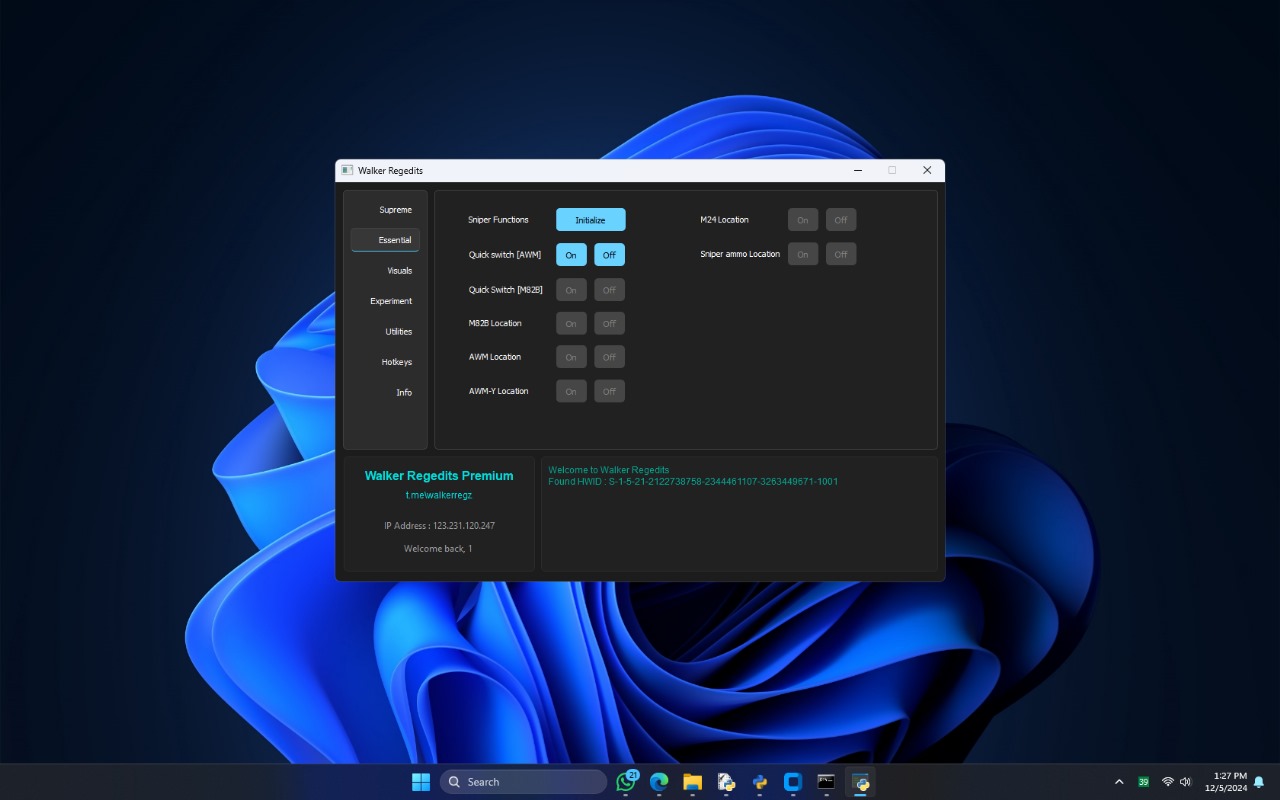 Walker Regedits
Supreme
Essential
Visuals
Experiment
Utilities
Hotkeys
Info
Sniper Functions Initialize
Quick switch [AWM] On Off
Quick Switch [M82B] On Off
M82B Location On Off
AWM Location On Off
AWM-Y Location On Off
M24 Location On Off
Sniper ammo Location On Off
Walker Regedits Premium
t.me\walkerregz
IP Address : 123.231.120.247
Welcome back, 1
Welcome to Walker Regedits
Found HWID : S-1-5-21-2122738758-2344461107-3263449671-1001
Search
21
39
1:27 PM
12/5/2024